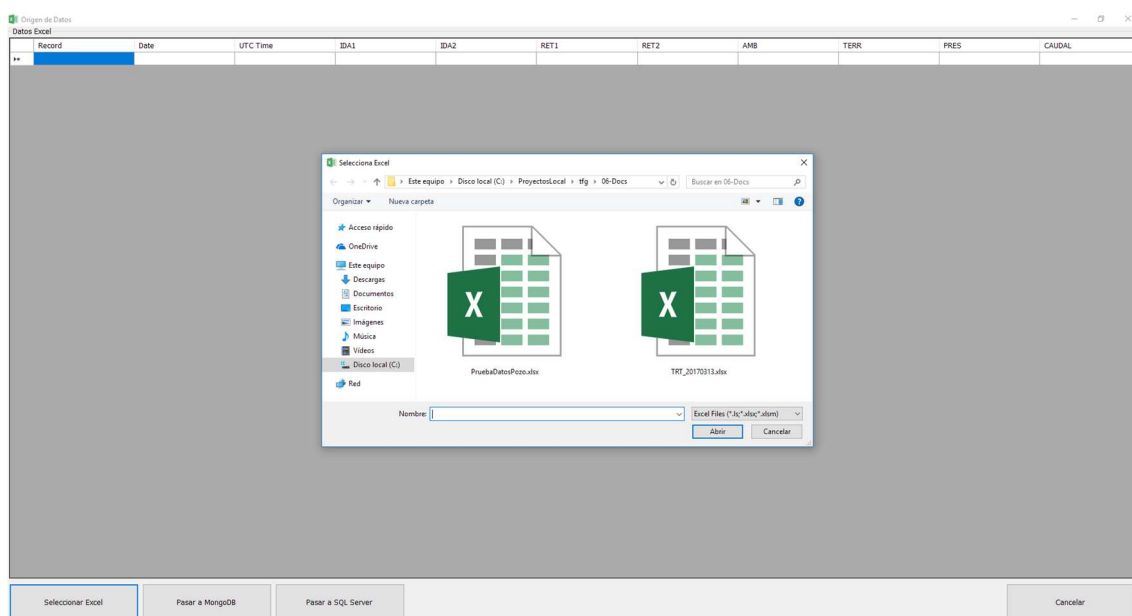 Origen de Datos
Datos Excel
Record Date UTC Time IDA1 IDA2 RET1 RET2 AMB TERR PRES CAUDAL
Selecciona Excel
Este equipo > Disco local (C:) > ProyectosLocal > tfg > 06-Docs Buscar en 06-Docs
Organizar Nueva carpeta
Acceso rápido
OneDrive
Este equipo
Descargas
Documentos
Escritorio
Imágenes
Música
Vídeos
Disco local (C:)
Red
X X
PruebaDatosPozo.xlsx TRT_20170313.xlsx
Nombre: Excel Files (*.ls;*.xlsx;*.xlsm)
Abrir Cancelar
Seleccionar Excel Pasar a MongoDB Pasar a SQL Server Cancelar